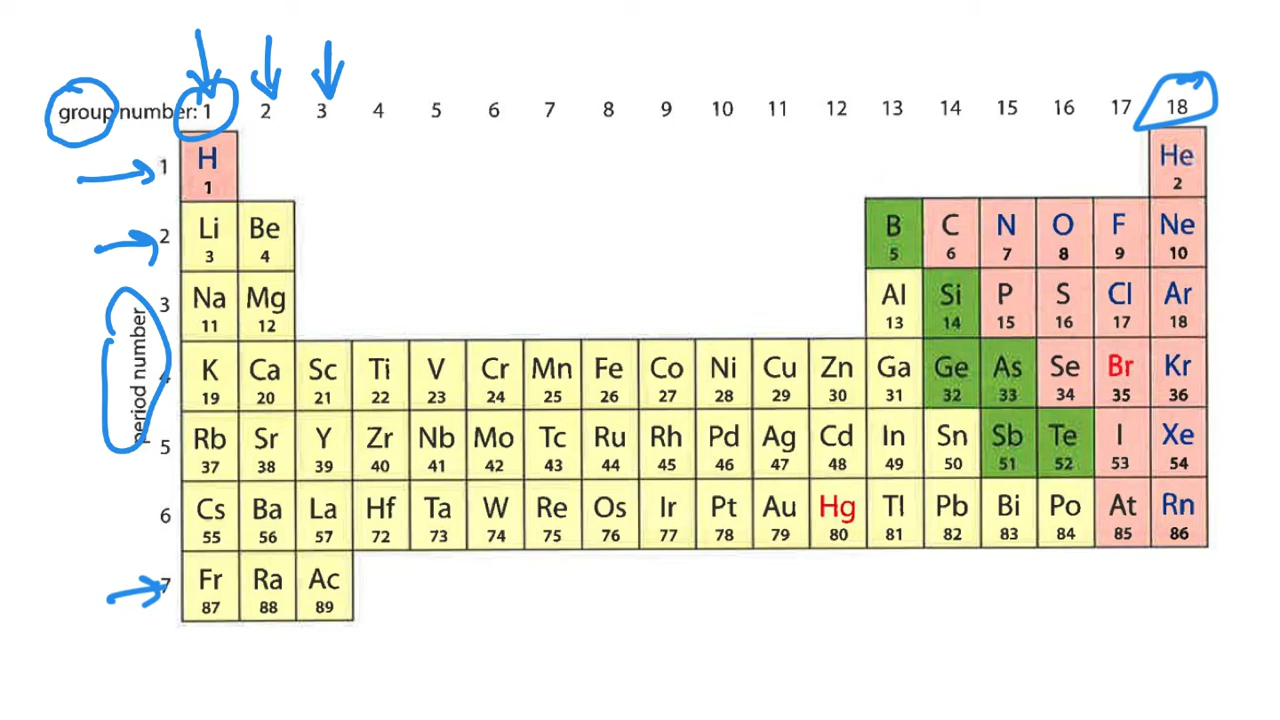 group number: 1 2 3 4 5 6 7 8 9 10 11 12 13 14 15 16 17 18
period number
1 H He
1 2
2 Li Be B C N O F Ne
3 4 5 6 7 8 9 10
3 Na Mg Al Si P S Cl Ar
11 12 13 14 15 16 17 18
4 K Ca Sc Ti V Cr Mn Fe Co Ni Cu Zn Ga Ge As Se Br Kr
19 20 21 22 23 24 25 26 27 28 29 30 31 32 33 34 35 36
5 Rb Sr Y Zr Nb Mo Tc Ru Rh Pd Ag Cd In Sn Sb Te I Xe
37 38 39 40 41 42 43 44 45 46 47 48 49 50 51 52 53 54
6 Cs Ba La Hf Ta W Re Os Ir Pt Au Hg Tl Pb Bi Po At Rn
55 56 57 72 73 74 75 76 77 78 79 80 81 82 83 84 85 86
7 Fr Ra Ac
87 88 89